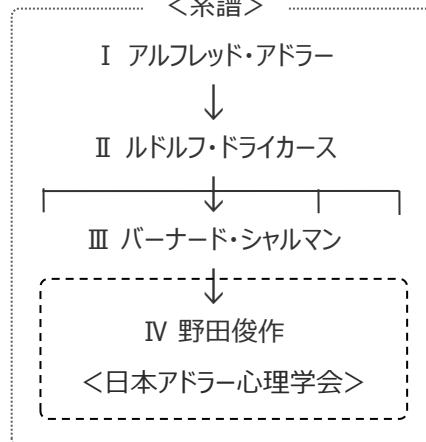 ＜系譜＞
Ⅰ アルフレッド・アドラー
Ⅱ ルドルフ・ドライカース
Ⅲ バーナード・シャルマン
Ⅳ 野田俊作
＜日本アドラー心理学会＞